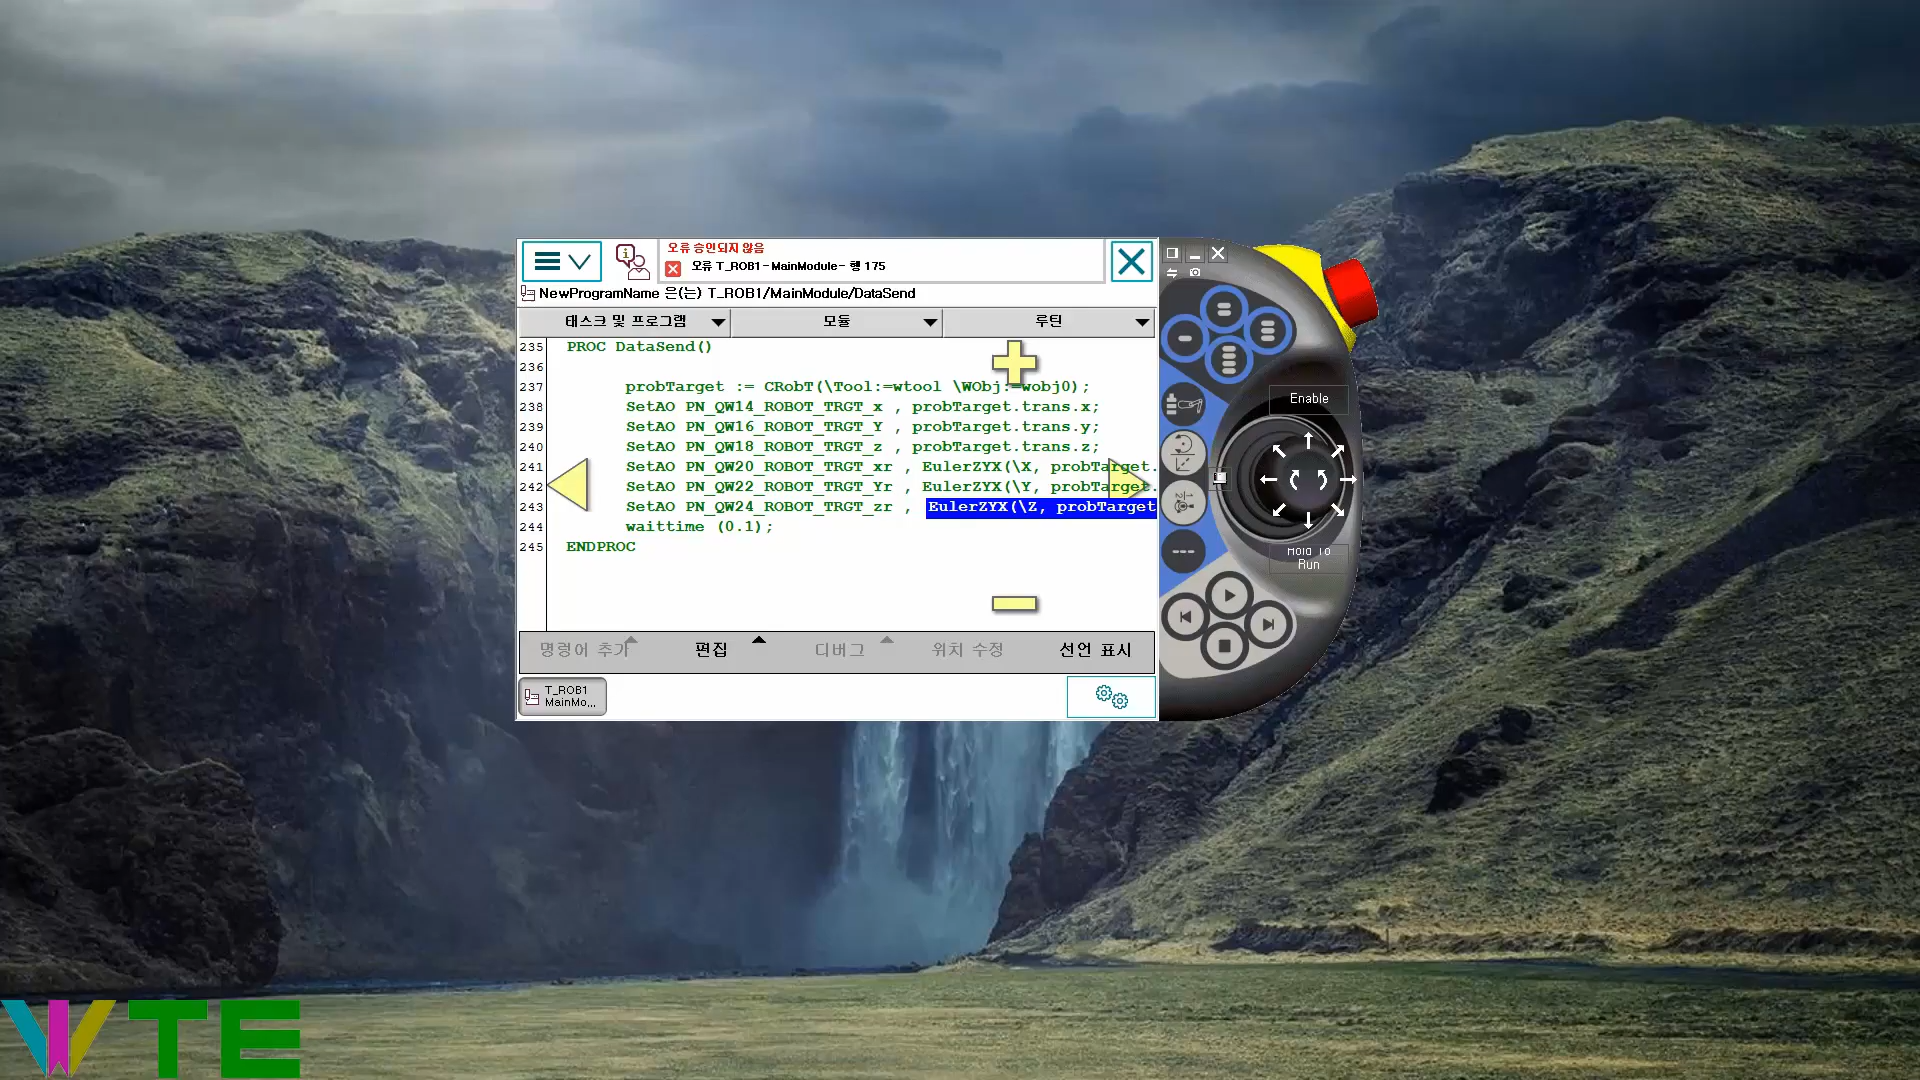 오류 승인되지 않음
오류 T_ROB1-MainModule- 행 175
NewProgramName 은(는) T_ROB1/MainModule/DataSend
태스크 및 프로그램 모듈 루틴
235 PROC DataSend()
236
237 probTarget := CRobT(\Tool:=wtool \WObj:=wobj0);
238 SetAO PN_QW14_ROBOT_TRGT_x , probTarget.trans.x;
239 SetAO PN_QW16_ROBOT_TRGT_Y , probTarget.trans.y;
240 SetAO PN_QW18_ROBOT_TRGT_z , probTarget.trans.z;
241 SetAO PN_QW20_ROBOT_TRGT_xr , EulerZYX(\X, probTarget.
242 SetAO PN_QW22_ROBOT_TRGT_Yr , EulerZYX(\Y, probTarget.
243 SetAO PN_QW24_ROBOT_TRGT_zr , EulerZYX(\Z, probTarget
244 waittime (0.1);
245 ENDPROC
명령어 추가 편집 디버그 위치 수정 선언 표시
T_ROB1
MainMo...
Enable
Hold To
Run
WTE